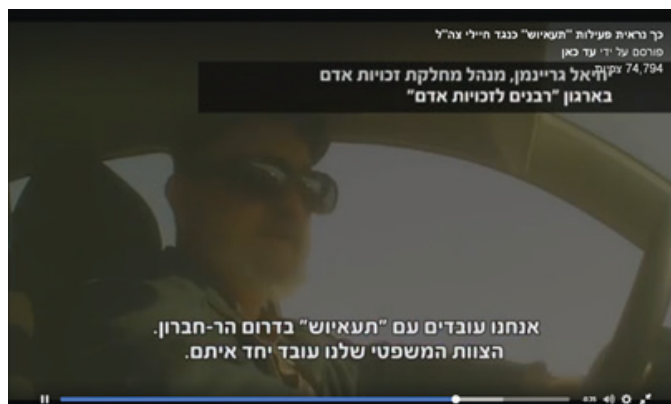 כך נראית פעילות "תעאיוש" כנגד חיילי צה"ל
פורסם על ידי עד כאן
74,794 צפיות
יחיאל גריינמן, מנהל מחלקת זכויות אדם
בארגון "רבנים לזכויות אדם"
אנחנו עובדים עם "תעאיוש" בדרום הר-חברון.
הצוות המשפטי שלנו עובד יחד איתם.